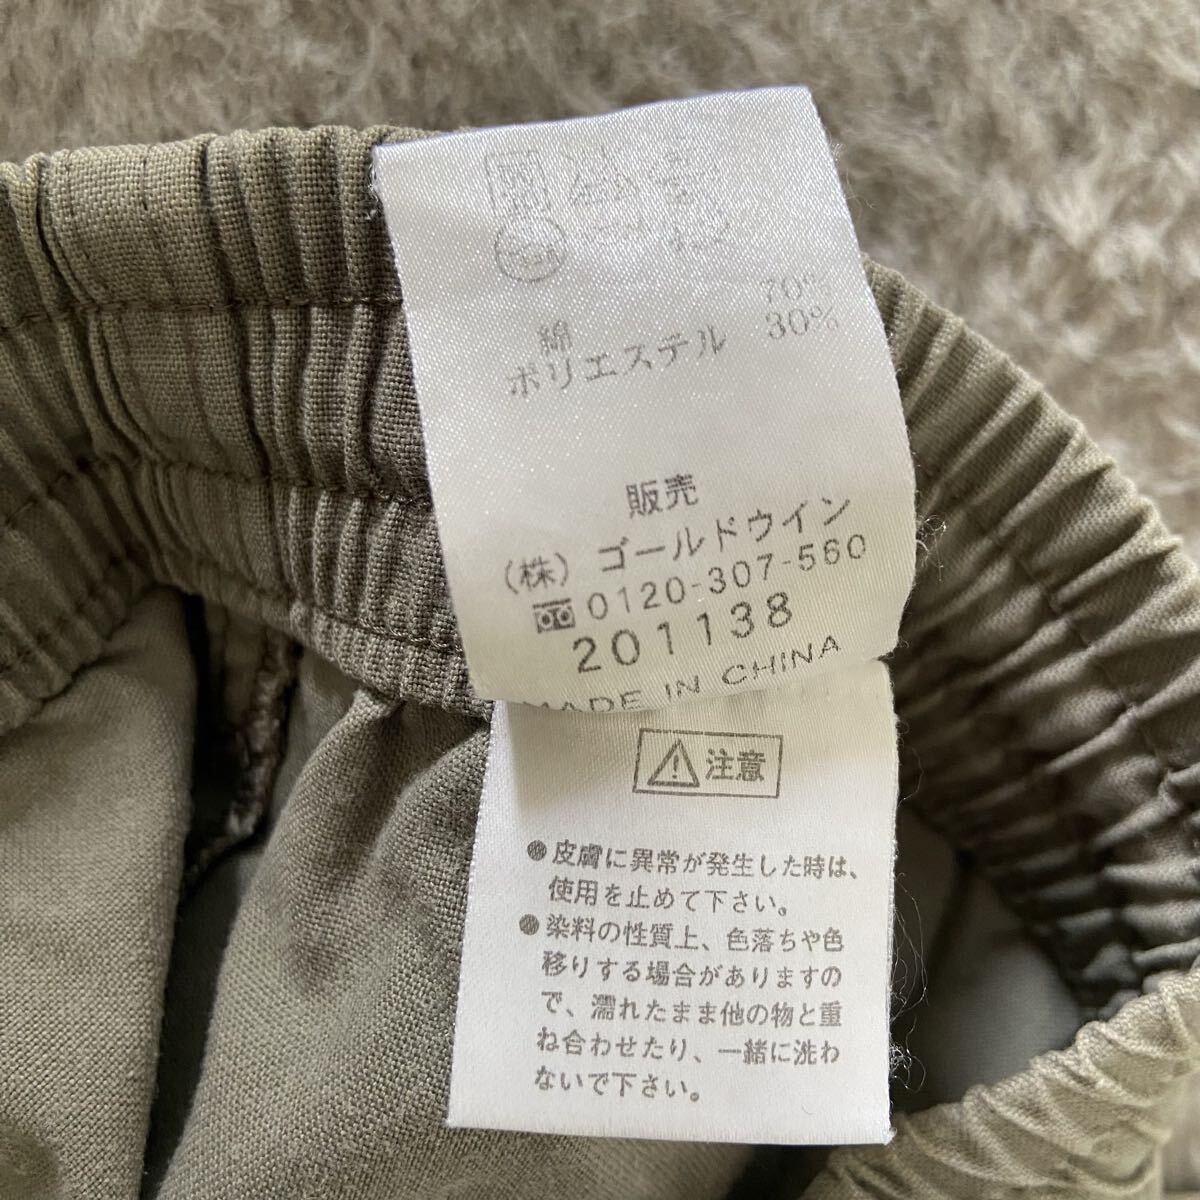 綿 70%
ポリエステル 30%
販売
(株) ゴールドウイン
0120-307-560
201138
MADE IN CHINA
注意
●皮膚に異常が発生した時は、
使用を止めて下さい。
●染料の性質上、色落ちや色
移りする場合がありますの
で、濡れたまま他の物と重
ね合わせたり、一緒に洗わ
ないで下さい。